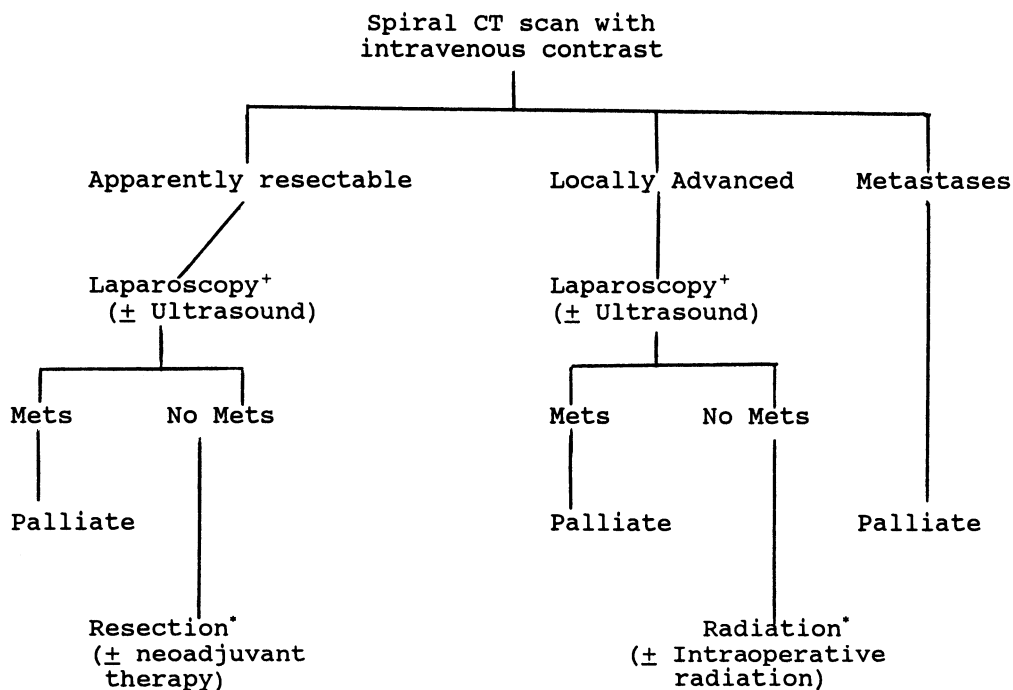 Spiral CT scan with
intravenous contrast
Apparently resectable
Locally Advanced
Metastases
Laparoscopy+
(± Ultrasound)
Laparoscopy+
(± Ultrasound)
Mets
No Mets
Mets
No Mets
Palliate
Palliate
Palliate
Resection*
(± neoadjuvant
therapy)
Radiation*
(± Intraoperative
radiation)